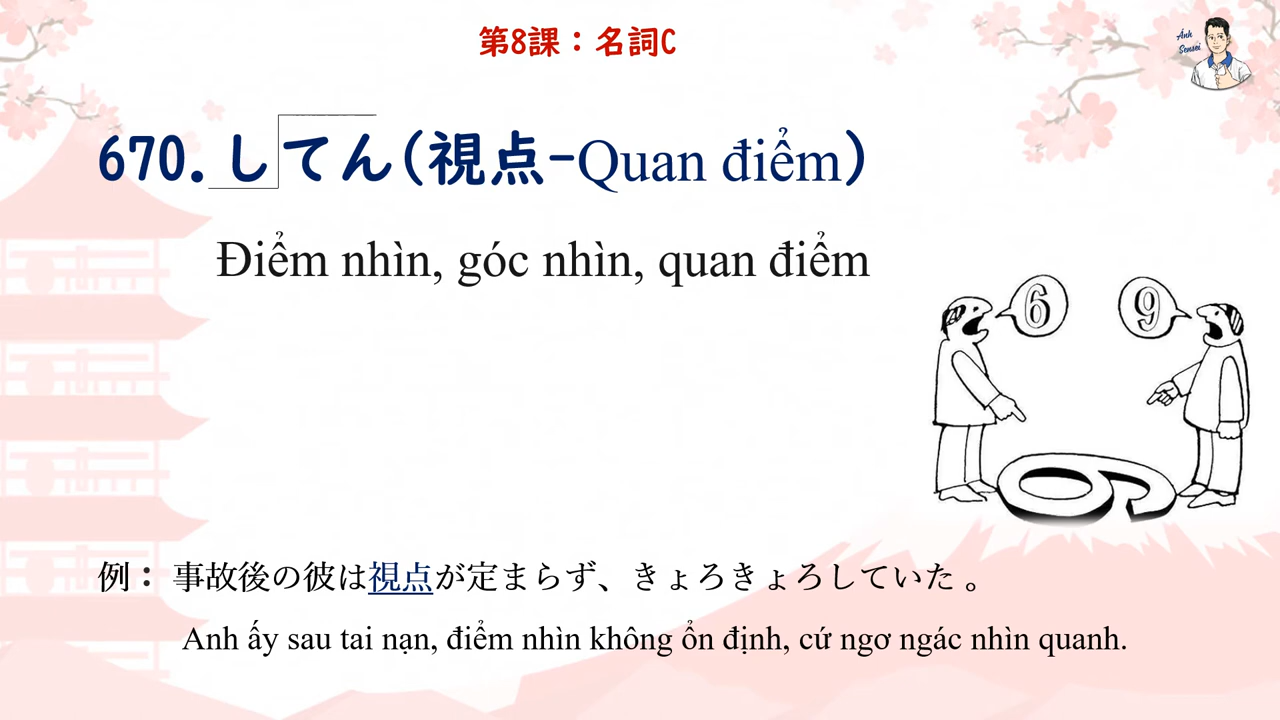 第8課：名詞C
Anh
Sensei
670.してん(視点-Quan điểm)
Điểm nhìn, góc nhìn, quan điểm
6
9
6
例： 事故後の彼は視点が定まらず、きょろきょろしていた 。
Anh ấy sau tai nạn, điểm nhìn không ổn định, cứ ngơ ngác nhìn quanh.